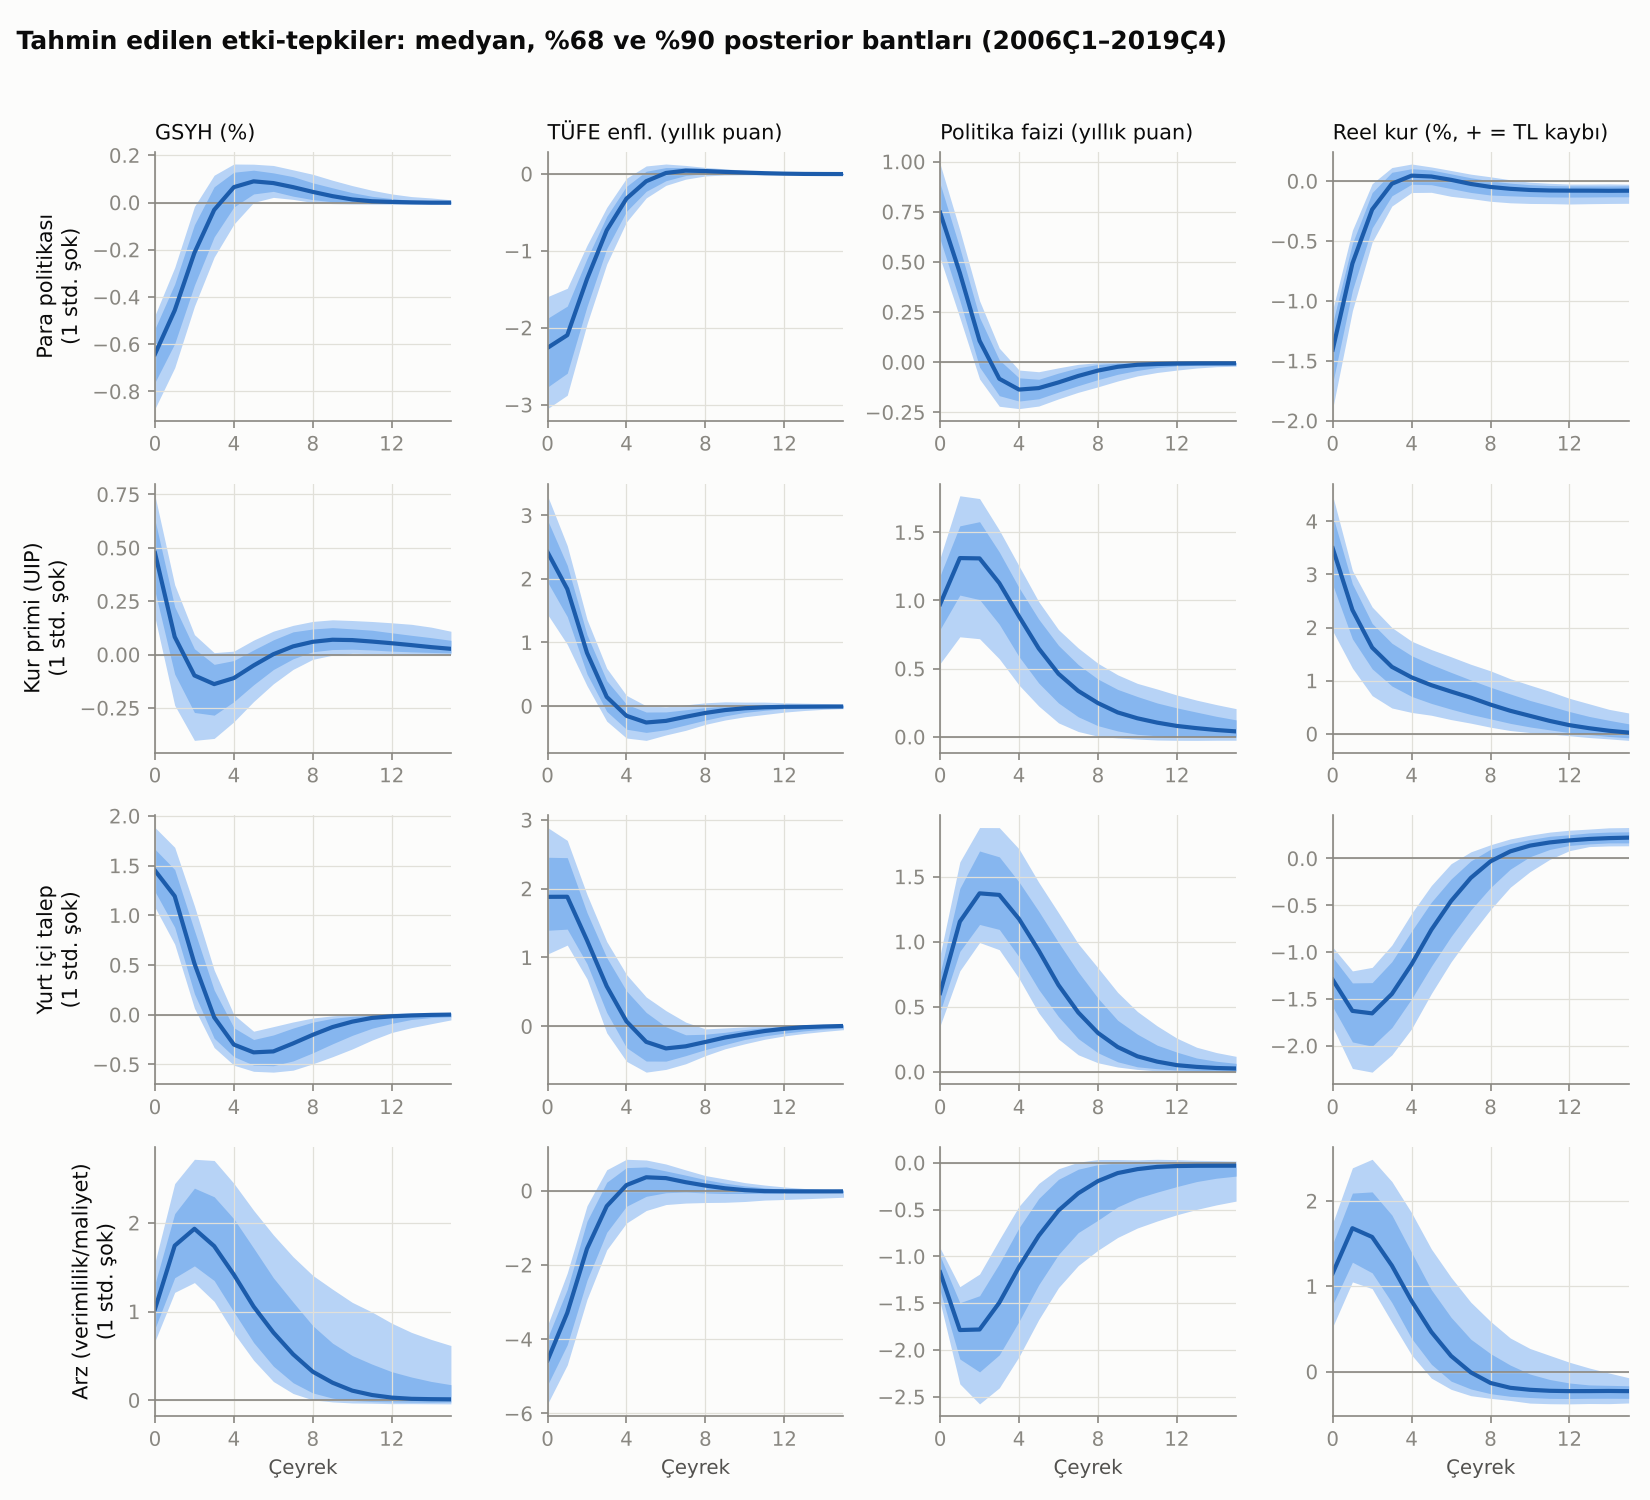 Tahmin edilen etki-tepkiler: medyan, %68 ve %90 posterior bantları (2006Ç1–2019Ç4)
GSYH (%)
TÜFE enfl. (yıllık puan)
Politika faizi (yıllık puan)
Reel kur (%, + = TL kaybı)
Para politikası
(1 std. şok)
0.2
0.0
−0.2
−0.4
−0.6
−0.8
0 4 8 12
0
−1
−2
−3
0 4 8 12
1.00
0.75
0.50
0.25
0.00
−0.25
0 4 8 12
0.0
−0.5
−1.0
−1.5
−2.0
0 4 8 12
Kur primi (UIP)
(1 std. şok)
0.75
0.50
0.25
0.00
−0.25
0 4 8 12
3
2
1
0
0 4 8 12
1.5
1.0
0.5
0.0
0 4 8 12
4
3
2
1
0
0 4 8 12
Yurt içi talep
(1 std. şok)
2.0
1.5
1.0
0.5
0.0
−0.5
0 4 8 12
3
2
1
0
0 4 8 12
1.5
1.0
0.5
0.0
0 4 8 12
0.0
−0.5
−1.0
−1.5
−2.0
0 4 8 12
Arz (verimlilik/maliyet)
(1 std. şok)
2
1
0
0 4 8 12
Çeyrek
0
−2
−4
−6
0 4 8 12
Çeyrek
0.0
−0.5
−1.0
−1.5
−2.0
−2.5
0 4 8 12
Çeyrek
2
1
0
0 4 8 12
Çeyrek